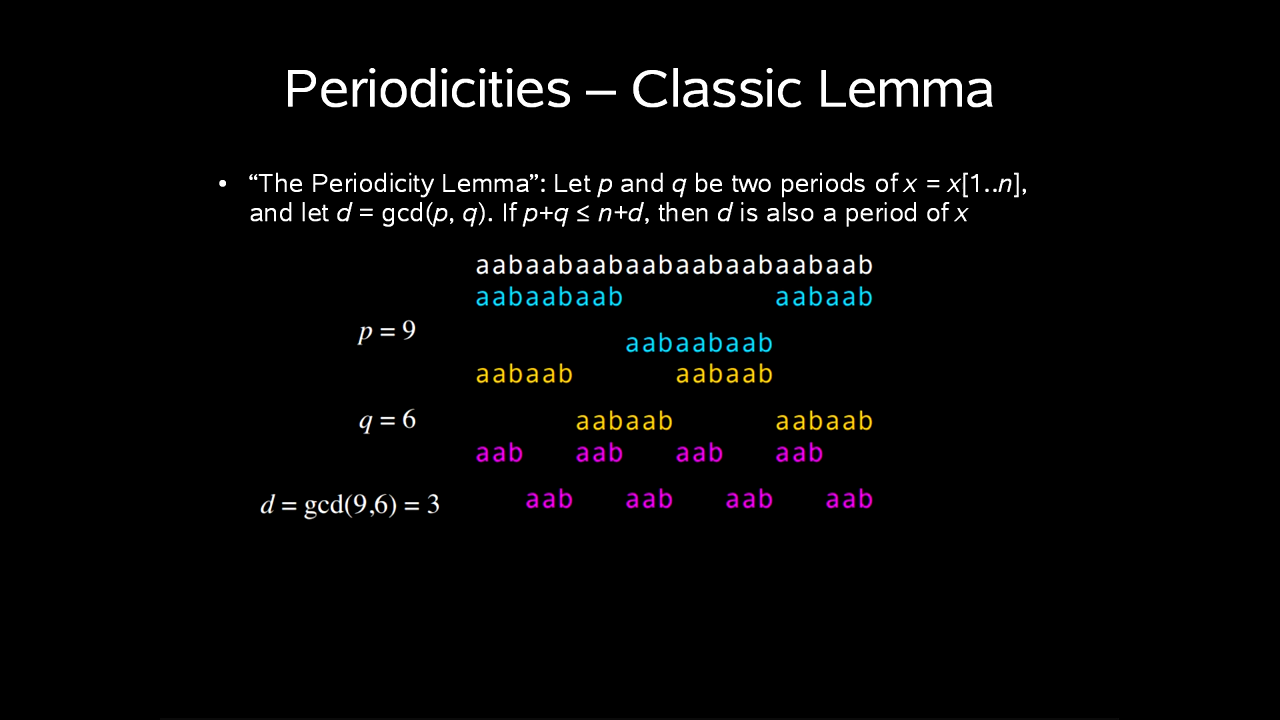 Periodicities – Classic Lemma
• “The Periodicity Lemma”: Let p and q be two periods of x = x[1..n],
and let d = gcd(p, q). If p+q ≤ n+d, then d is also a period of x
aabaabaabaabaabaabaabaab
aabaabaab aabaab
p = 9
aabaabaab
aabaab aabaab
q = 6
aabaab aabaab
aab aab aab aab
d = gcd(9,6) = 3
aab aab aab aab